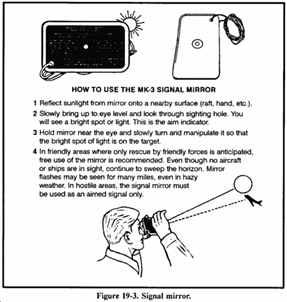 HOW TO USE THE MK-3 SIGNAL MIRROR
1 Reflect sunlight from mirror onto a nearby surface (raft, hand, etc.).
2 Slowly bring up to eye level and look through sighting hole. You
will see a bright spot or light. This is the aim indicator.
3 Hold mirror near the eye and slowly turn and manipulate it so that
the bright spot of light is on the target.
4 In friendly areas where only rescue by friendly forces is anticipated,
free use of the mirror is recommended. Even though no aircraft
or ships are in sight, continue to sweep the horizon. Mirror
flashes may be seen for many miles, even in hazy
weather. In hostile areas, the signal mirror must
be used as an aimed signal only.
Figure 19-3. Signal mirror.